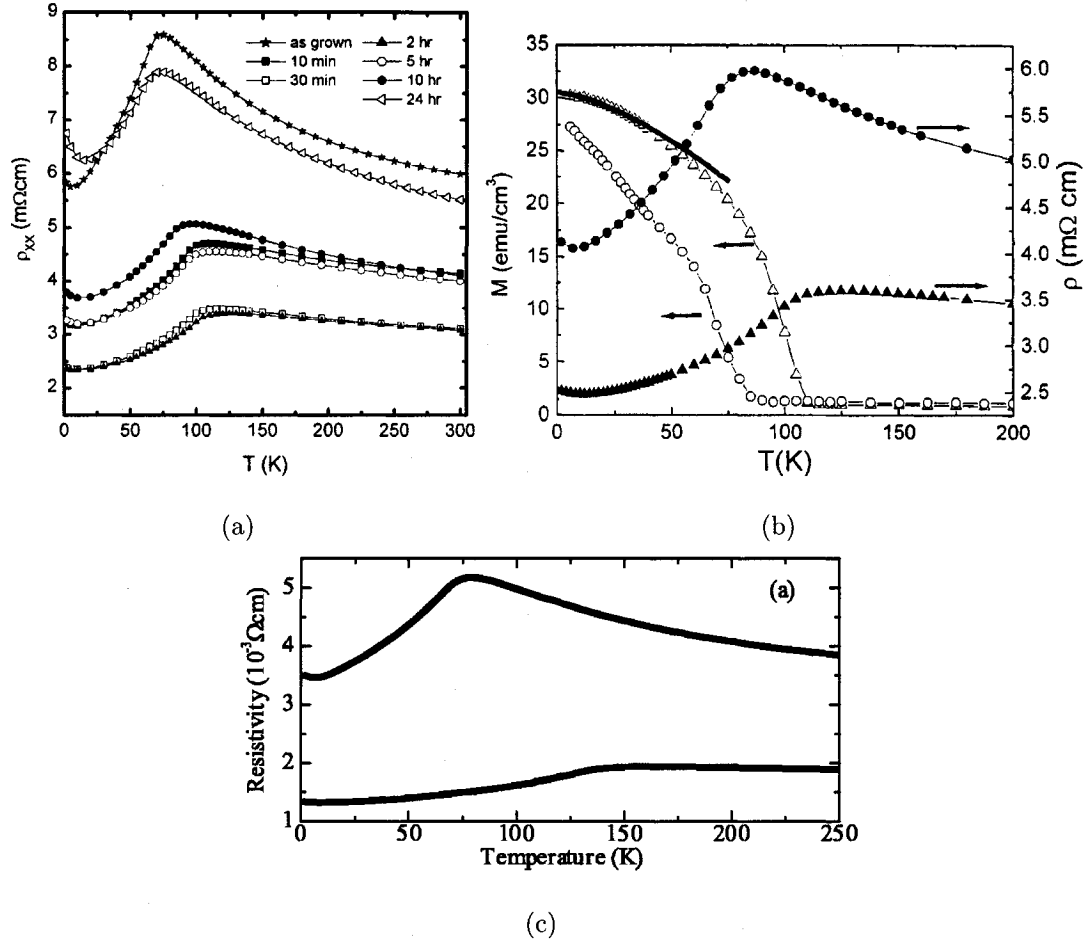 as grown
10 min
30 min
2 hr
5 hr
10 hr
24 hr
9
8
7
6
5
4
3
2
ρxx (mΩcm)
0 50 100 150 200 250 300
T (K)
(a)
35
30
25
20
15
10
5
0
M (emu/cm³)
6.0
5.5
5.0
4.5
4.0
3.5
3.0
2.5
ρ (mΩ cm)
0 50 100 150 200
T(K)
(b)
(a)
5
4
3
2
1
Resistivity (10⁻³Ωcm)
0 50 100 150 200 250
Temperature (K)
(c)